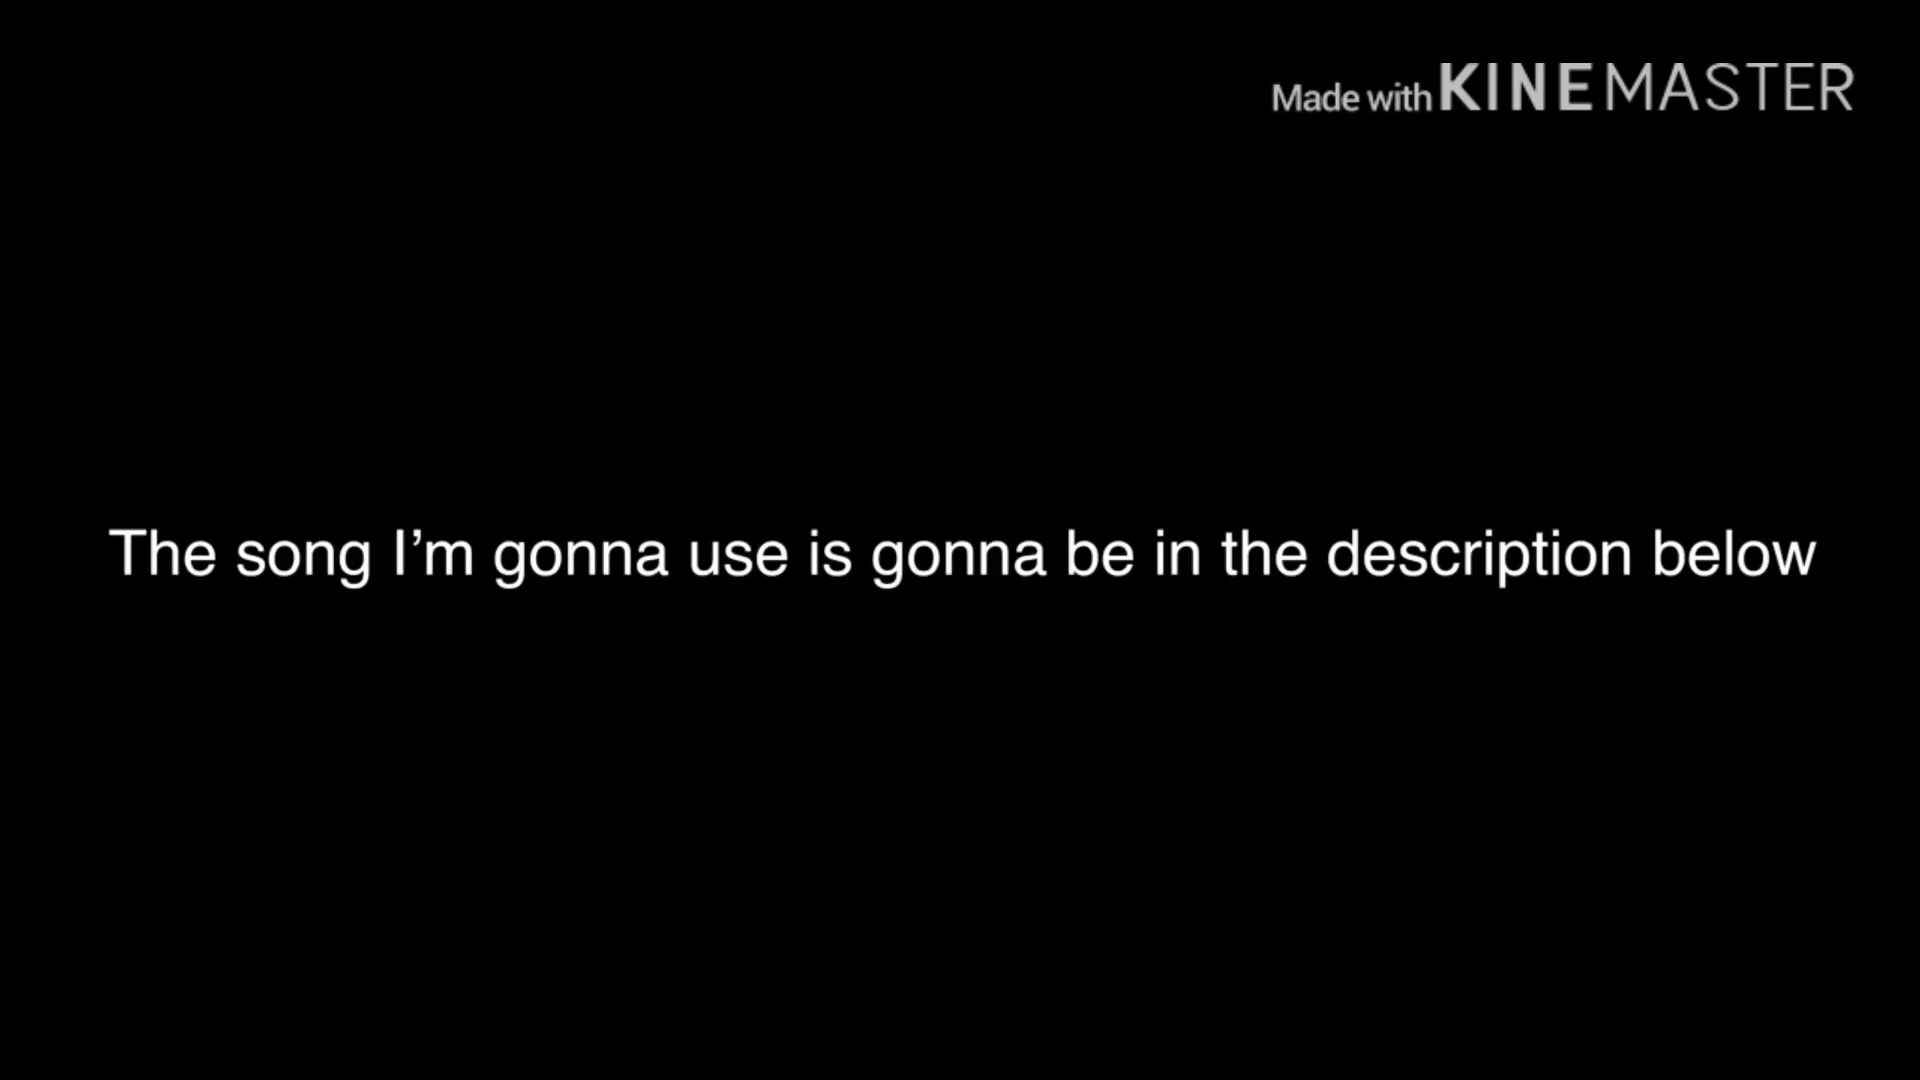 Made with KINEMASTER
The song I’m gonna use is gonna be in the description below